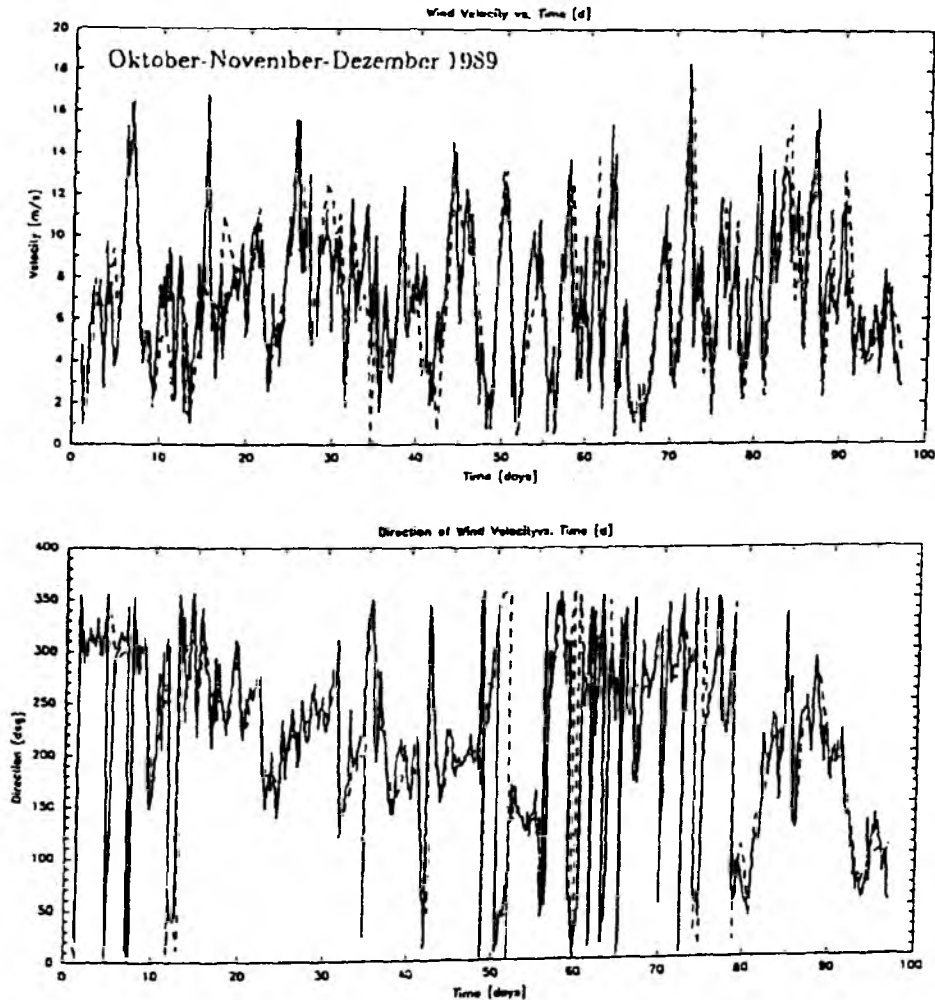 Wind Velocity vs. Time [d]
Oktober-November-Dezember 1989
Velocity [m/s]
20
18
16
14
12
10
8
6
4
2
0
0 10 20 30 40 50 60 70 80 90 100
Time [days]
Direction of Wind Velocityvs. Time [d]
Direction [deg]
400
350
300
250
200
150
100
50
0
0 10 20 30 40 50 60 70 80 90 100
Time [days]